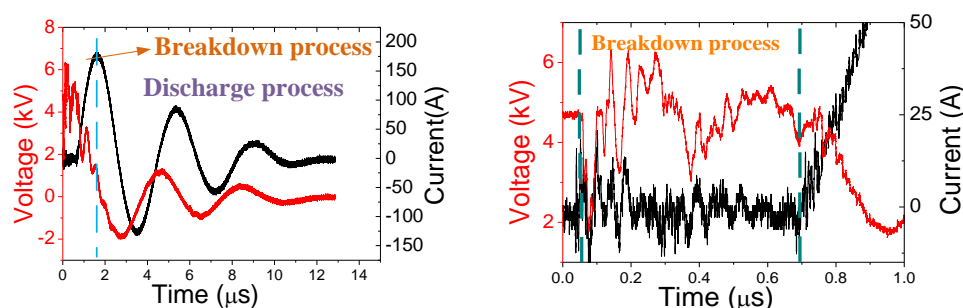 8
6
4
2
0
-2
Voltage (kV)
Breakdown process
Discharge process
200
150
100
50
0
-50
-100
-150
Current(A)
0 2 4 6 8 10 12 14
Time (μs)
6
4
2
Voltage (kV)
Breakdown process
50
25
0
Current (A)
0.0 0.2 0.4 0.6 0.8 1.0
Time (μs)